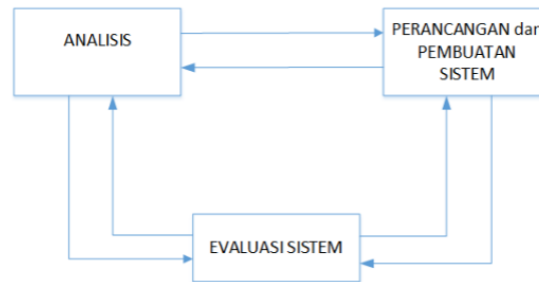 ANALISIS
PERANCANGAN dan
PEMBUATAN
SISTEM
EVALUASI SISTEM